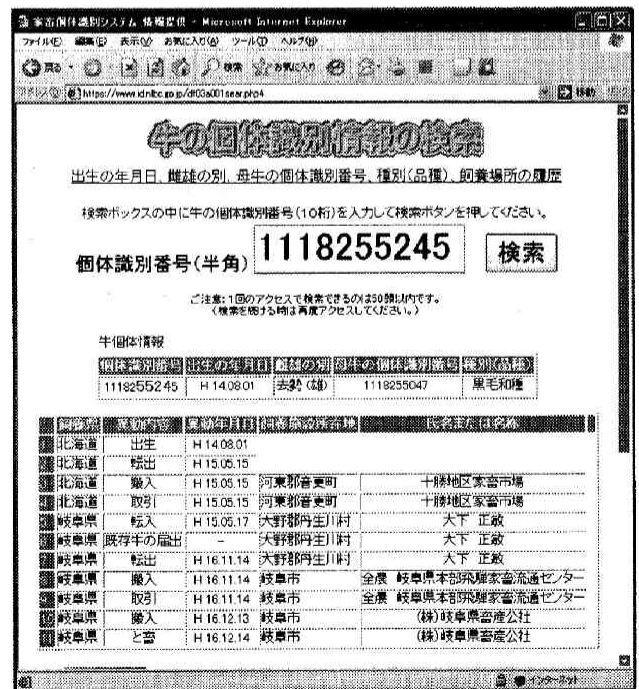 家畜個体識別システム 情報提供 - Microsoft Internet Explorer
ファイル(F) 編集(E) 表示(V) お気に入り(A) ツール(T) ヘルプ(H)
戻る 検索 お気に入り
https://www.id.nlbc.go.jp/ 移動
牛の個体識別情報の検索
出生の年月日、雌雄の別、母牛の個体識別番号、種別(品種)、飼養場所の履歴
検索ボックスの中に牛の個体識別番号(10桁)を入力して検索ボタンを押してください。
個体識別番号(半角) 1118255245 検索
ご注意:1回のアクセスで検索できるのは50頭以内です。
(検索を続ける時は再度アクセスしてください。)
牛個体情報
個体識別番号 出生の年月日 雌雄の別 母牛の個体識別番号 種別(品種)
1118255245 H 14.08.01 去勢(雄) 1118255047 黒毛和種
飼養県 異動内容 異動年月日 飼養施設所在地 氏名または名称
北海道 出生 H 14.08.01
北海道 転出 H 15.05.15
北海道 搬入 H 15.05.15 河東郡音更町 十勝地区家畜市場
北海道 取引 H 15.05.15 河東郡音更町 十勝地区家畜市場
岐阜県 転入 H 15.05.17 大野郡丹生川村 大下 正敏
岐阜県 既存牛の届出 - 大野郡丹生川村 大下 正敏
岐阜県 転出 H 16.11.14 大野郡丹生川村 大下 正敏
岐阜県 搬入 H 16.11.14 岐阜市 全農 岐阜県本部飛騨家畜流通センター
岐阜県 取引 H 16.11.14 岐阜市 全農 岐阜県本部飛騨家畜流通センター
岐阜県 搬入 H 16.12.13 岐阜市 (株)岐阜県畜産公社
岐阜県 と畜 H 16.12.14 岐阜市 (株)岐阜県畜産公社
インターネット